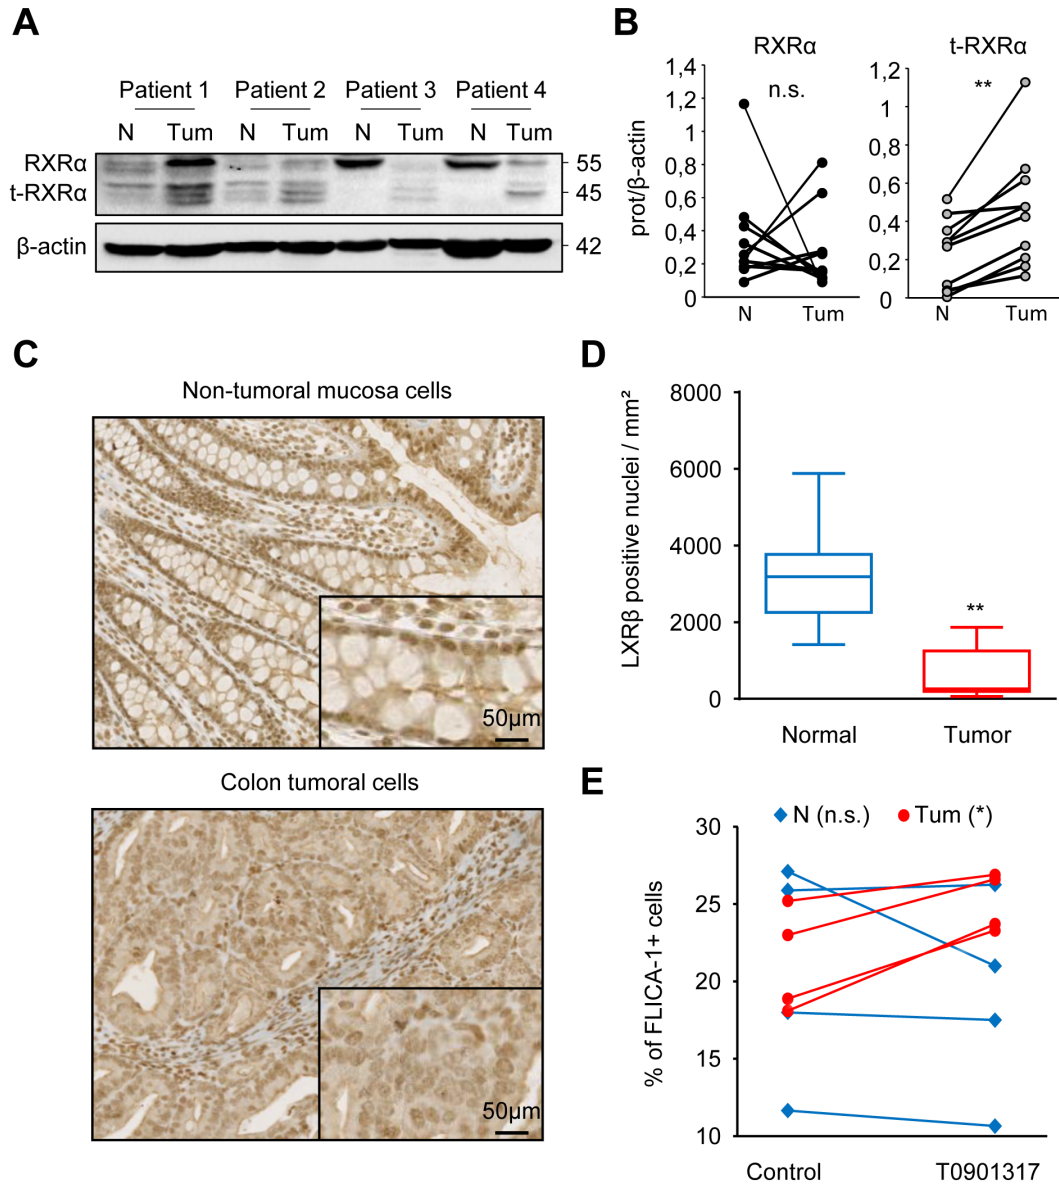 A
Patient 1 Patient 2 Patient 3 Patient 4
N Tum N Tum N Tum N Tum
RXRα 55
t-RXRα 45
β-actin 42
B
RXRα
n.s.
prot/β-actin
1,4
1,2
1
0,8
0,6
1,4
0,2
0
N Tum
t-RXRα
**
1,2
1
0,8
0,6
0,4
0,2
0
N Tum
C
Non-tumoral mucosa cells
50µm
Colon tumoral cells
50µm
D
LXRβ positive nuclei / mm²
8000
6000
4000
2000
0
**
Normal Tumor
E
N (n.s.) Tum (*)
% of FLICA-1+ cells
30
25
20
15
10
Control T0901317